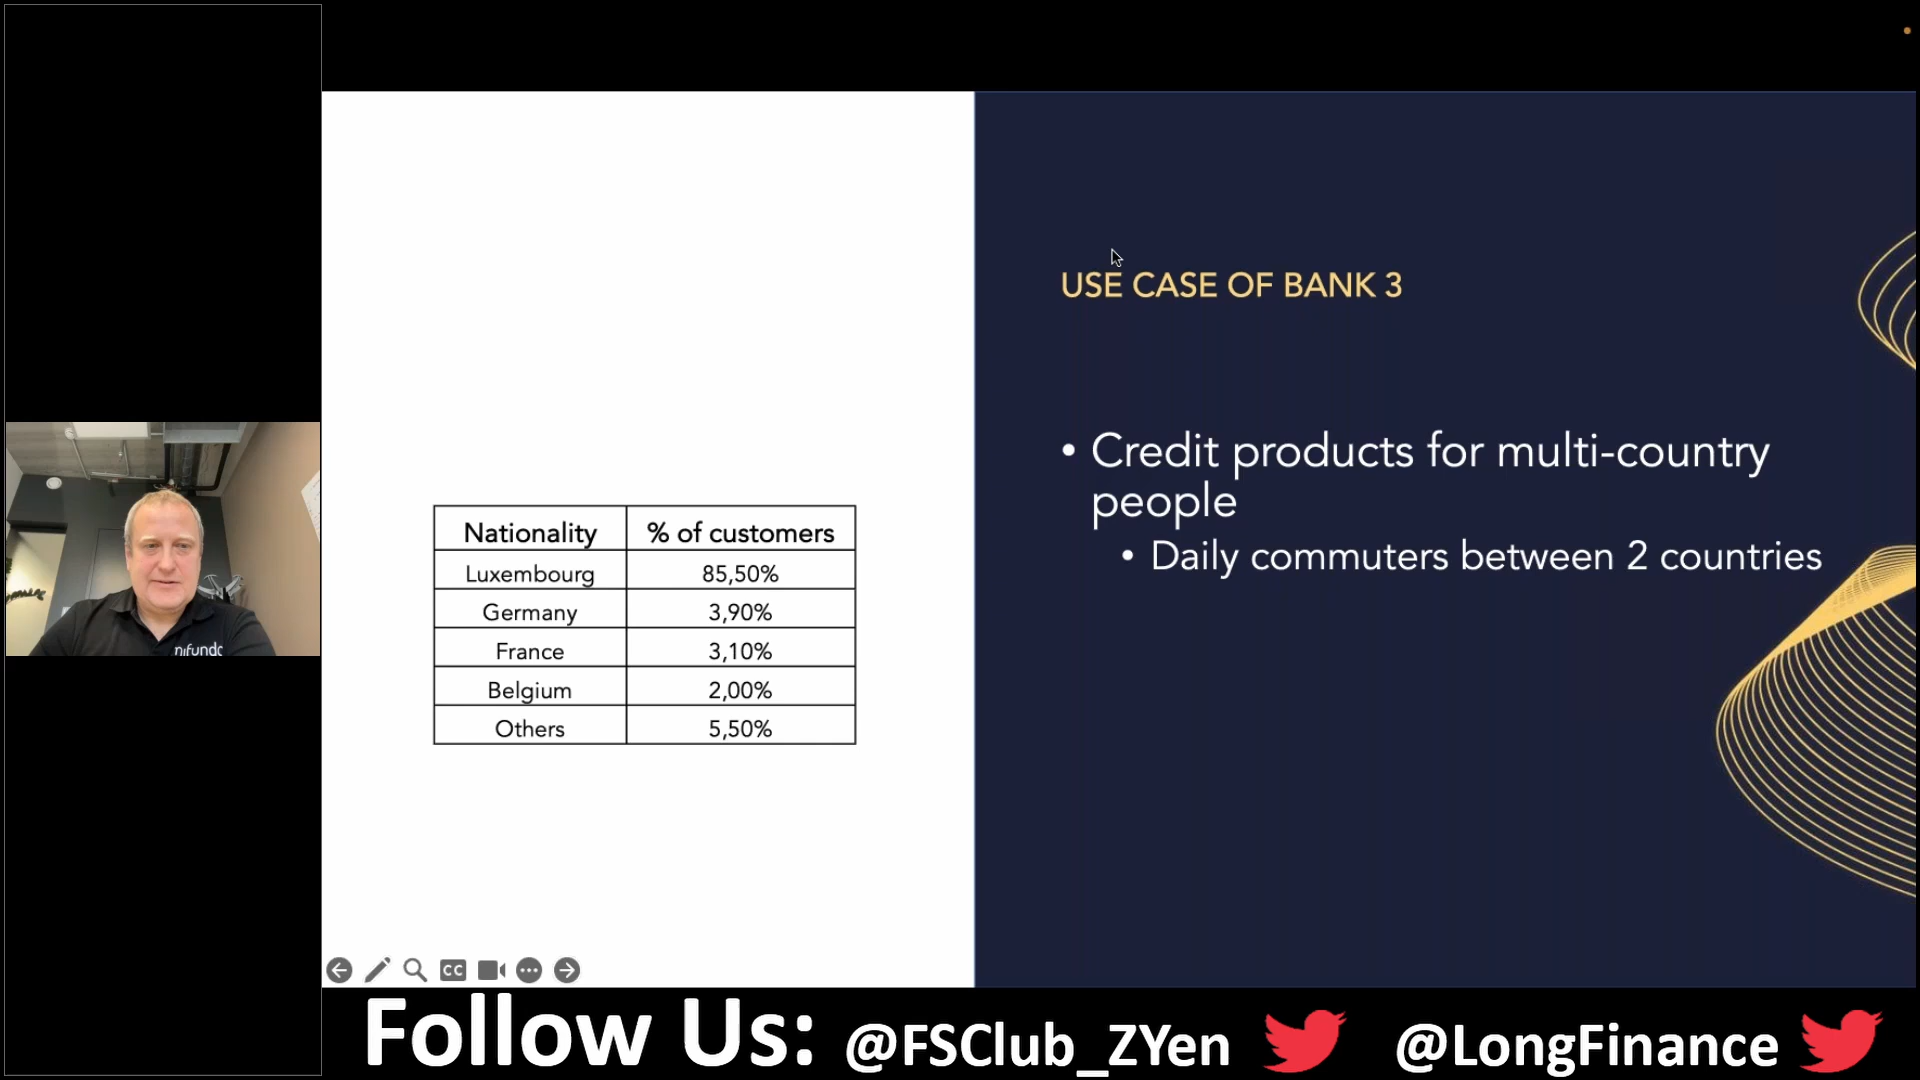 nifundo
Nationality % of customers
Luxembourg 85,50%
Germany 3,90%
France 3,10%
Belgium 2,00%
Others 5,50%
USE CASE OF BANK 3
• Credit products for multi-country
people
• Daily commuters between 2 countries
CC
Follow Us: @FSClub_ZYen @LongFinance